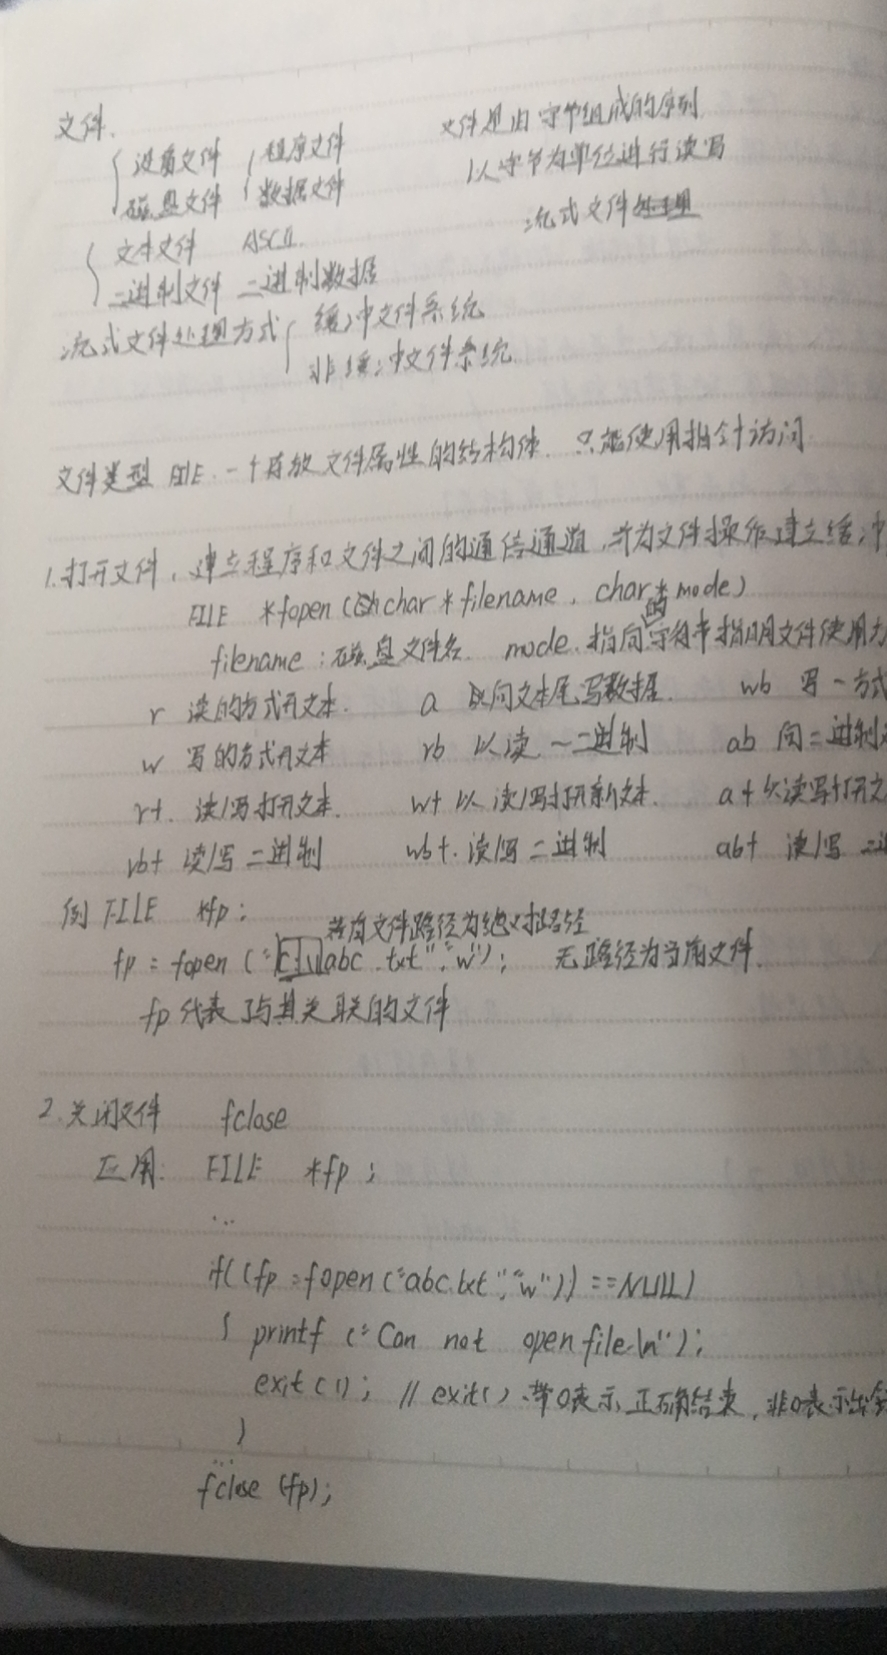 文件.
设备文件 程序文件
磁盘文件 数据文件
文件是由字节组成的序列
以字节为单位进行读写
流式文件处理
文本文件 ASCII
二进制文件 二进制数据
流式文件处理方式 缓冲文件系统
非缓冲文件系统
文件类型 FILE. 一个存放文件属性的结构体. 只能使用指针访问.
1.打开文件, 建立程序和文件之间的通信通道,并为文件操作建立缓冲
FILE *fopen (char * filename, char * mode)
filename:磁盘文件名. mode.指向字符串指明文件使用方
r 读的方式开文本. a 向文本尾写数据. wb 写一方式
w 写的方式开文本 rb 以读一二进制 ab 向二进制
r+. 读/写打开文本. w+ 以读/写打开新文本. a+ 以读写打开文
rb+ 读/写二进制 wb+.读/写二进制 ab+ 读/写 二进
例 FILE *fp;
若有文件路径为绝对路径
fp = fopen ("c:\\abc.txt","w"); 无路径为当前文件.
fp代表了与其关联的文件
2.关闭文件 fclose
应用: FILE *fp;
...
if((fp=fopen("abc.txt","w"))==NULL)
{ printf ("Can not open file.\n");
exit(1); // exit().带0表示正确结束,非0表示出错
}
...
fclose (fp);